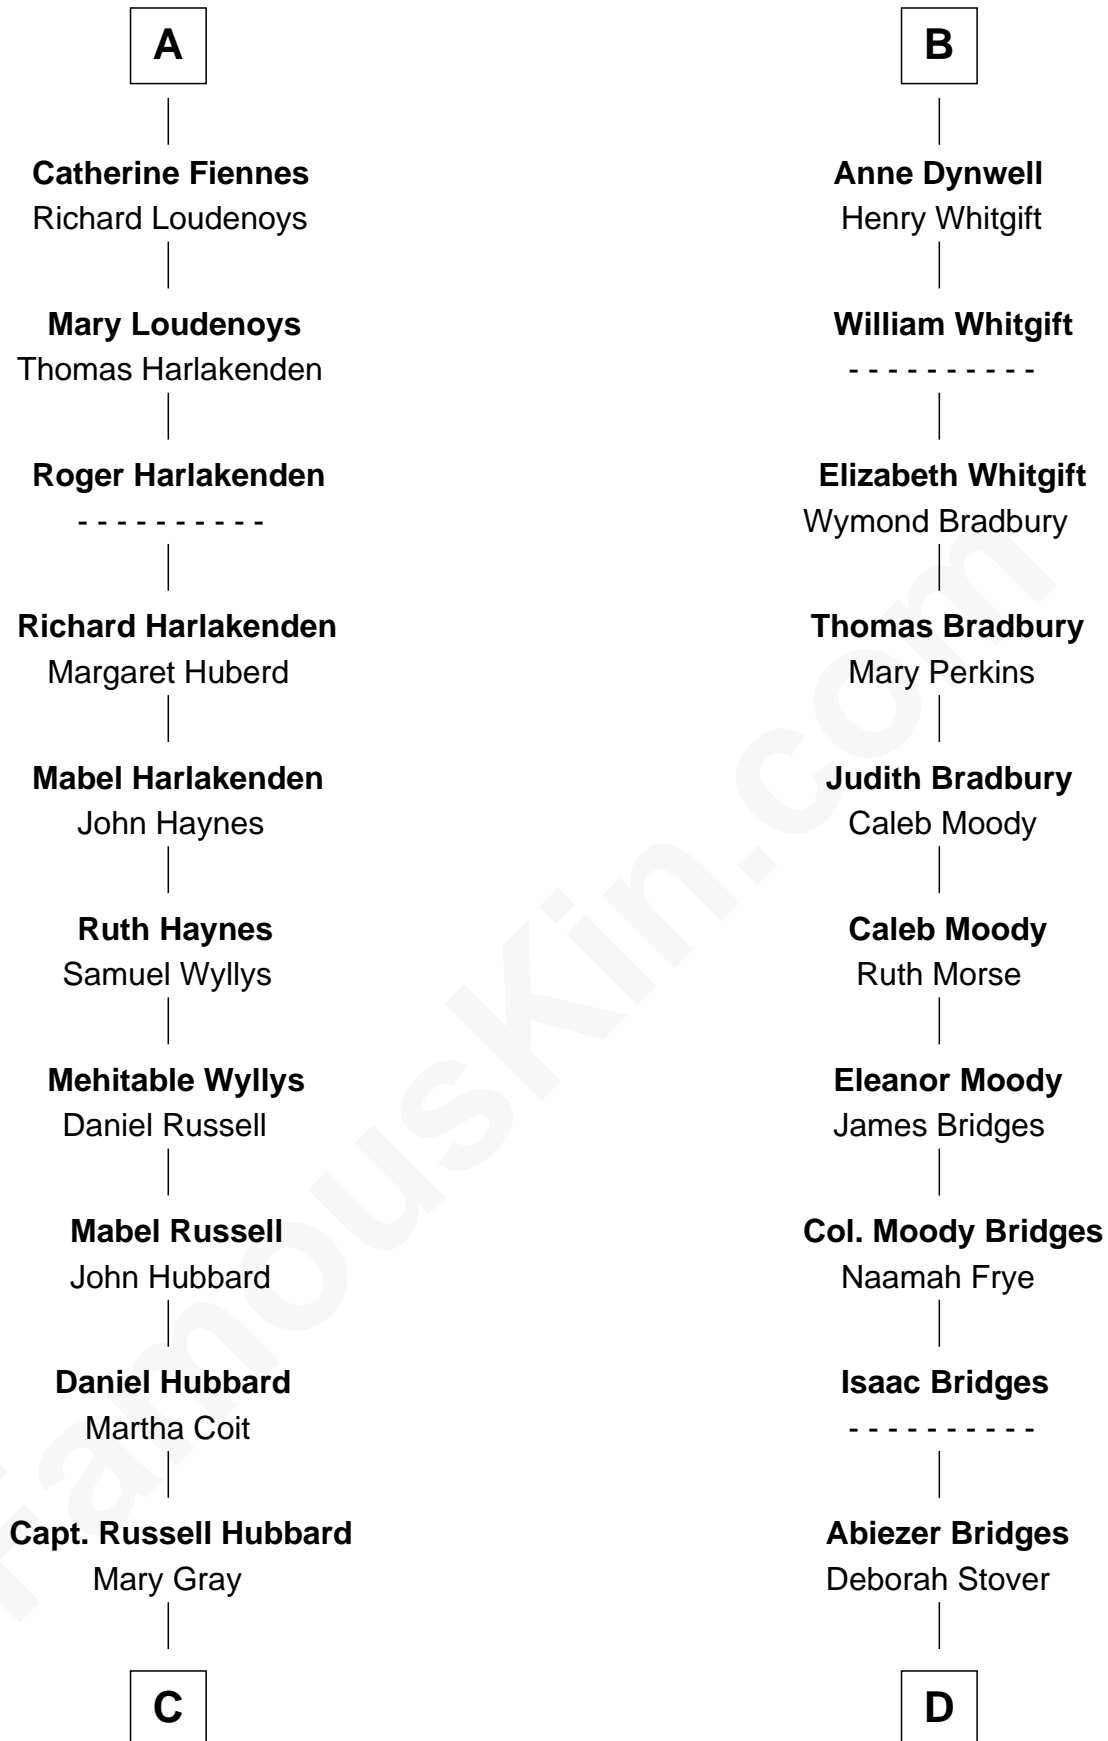 A
Catherine Fiennes
Richard Loudenoys
Mary Loudenoys
Thomas Harlakenden
Roger Harlakenden
- - - - - - - - - -
Richard Harlakenden
Margaret Huberd
Mabel Harlakenden
John Haynes
Ruth Haynes
Samuel Wyllys
Mehitable Wyllys
Daniel Russell
Mabel Russell
John Hubbard
Daniel Hubbard
Martha Coit
Capt. Russell Hubbard
Mary Gray
C
B
Anne Dynwell
Henry Whitgift
William Whitgift
- - - - - - - - - -
Elizabeth Whitgift
Wymond Bradbury
Thomas Bradbury
Mary Perkins
Judith Bradbury
Caleb Moody
Caleb Moody
Ruth Morse
Eleanor Moody
James Bridges
Col. Moody Bridges
Naamah Frye
Isaac Bridges
- - - - - - - - - -
Abiezer Bridges
Deborah Stover
D
FamousKin.com